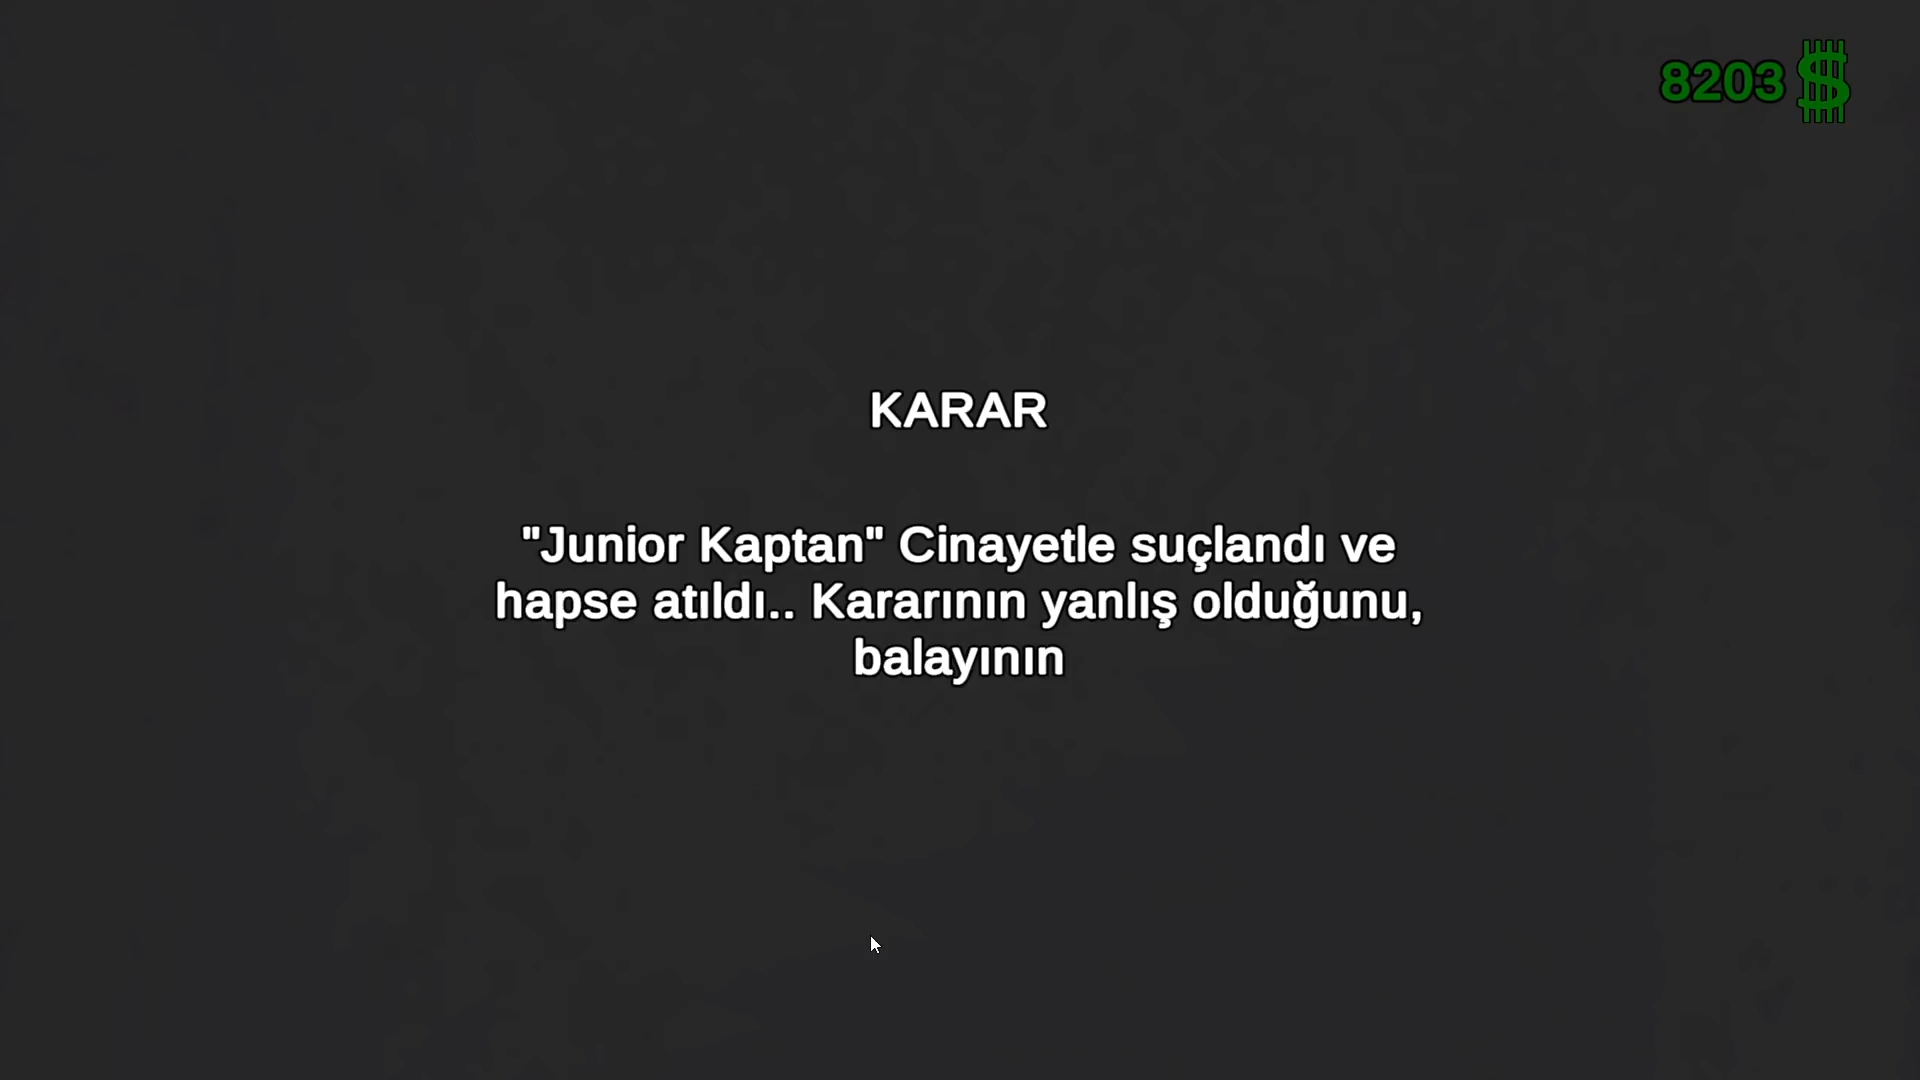 8203 $
KARAR
"Junior Kaptan" Cinayetle suçlandı ve
hapse atıldı.. Kararının yanlış olduğunu,
balayının